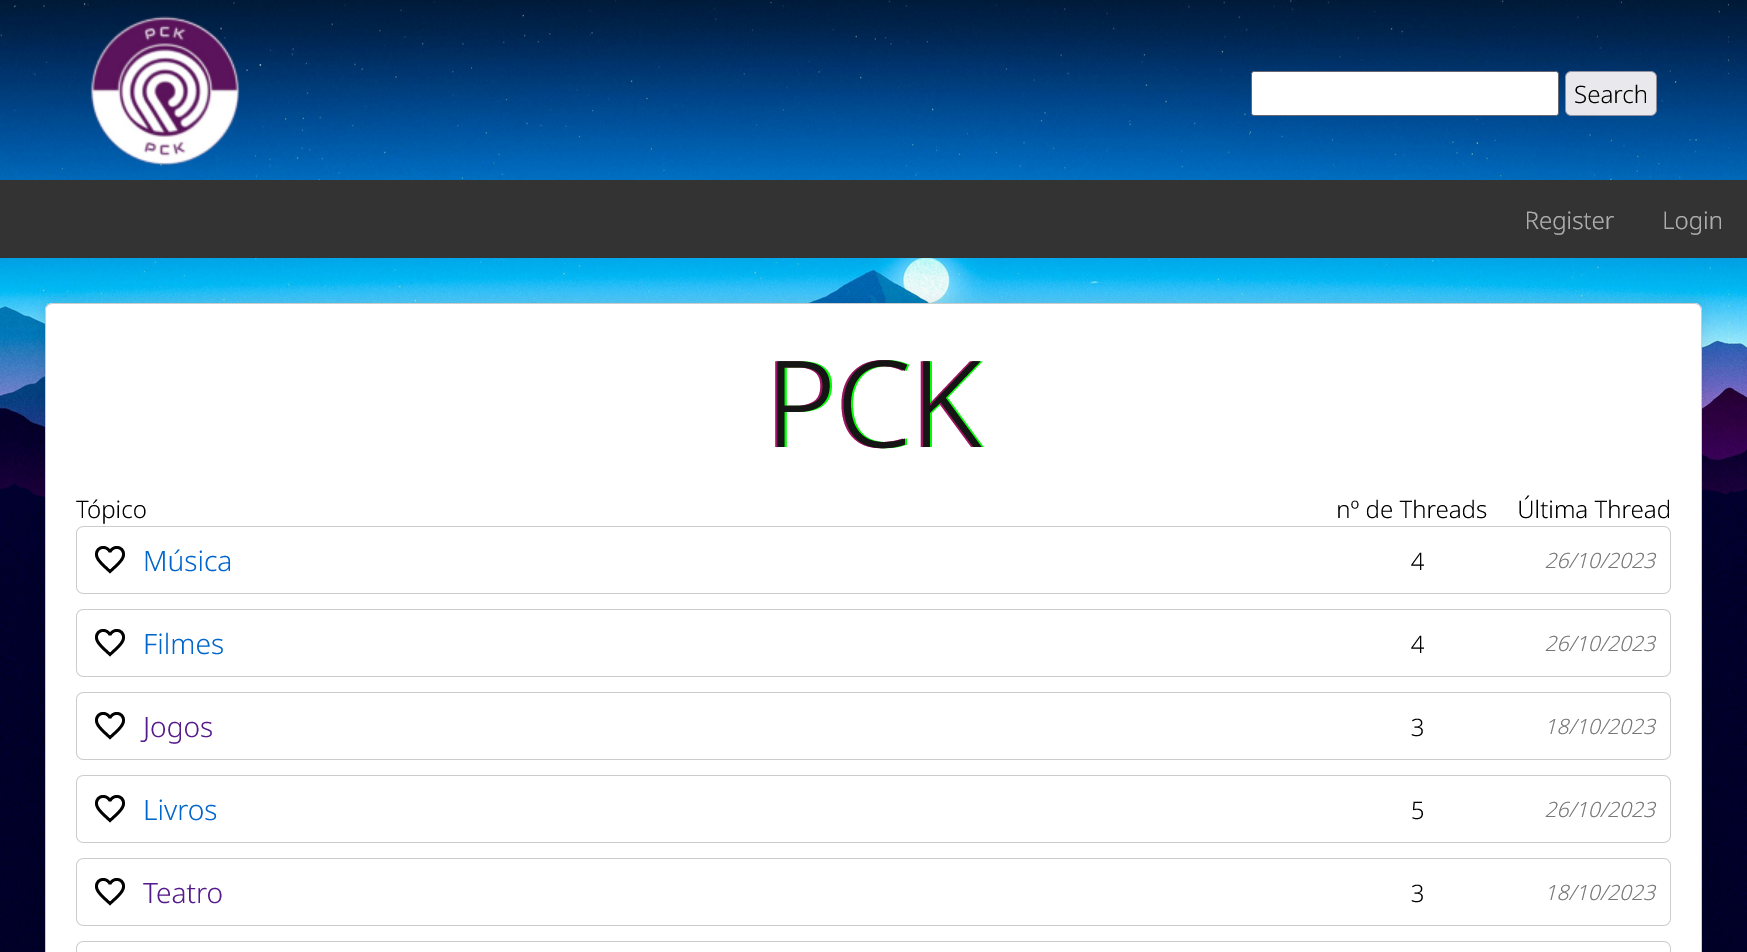 PCK
PCK
Search
Register Login
PCK
Tópico nº de Threads Última Thread
Música 4 26/10/2023
Filmes 4 26/10/2023
Jogos 3 18/10/2023
Livros 5 26/10/2023
Teatro 3 18/10/2023